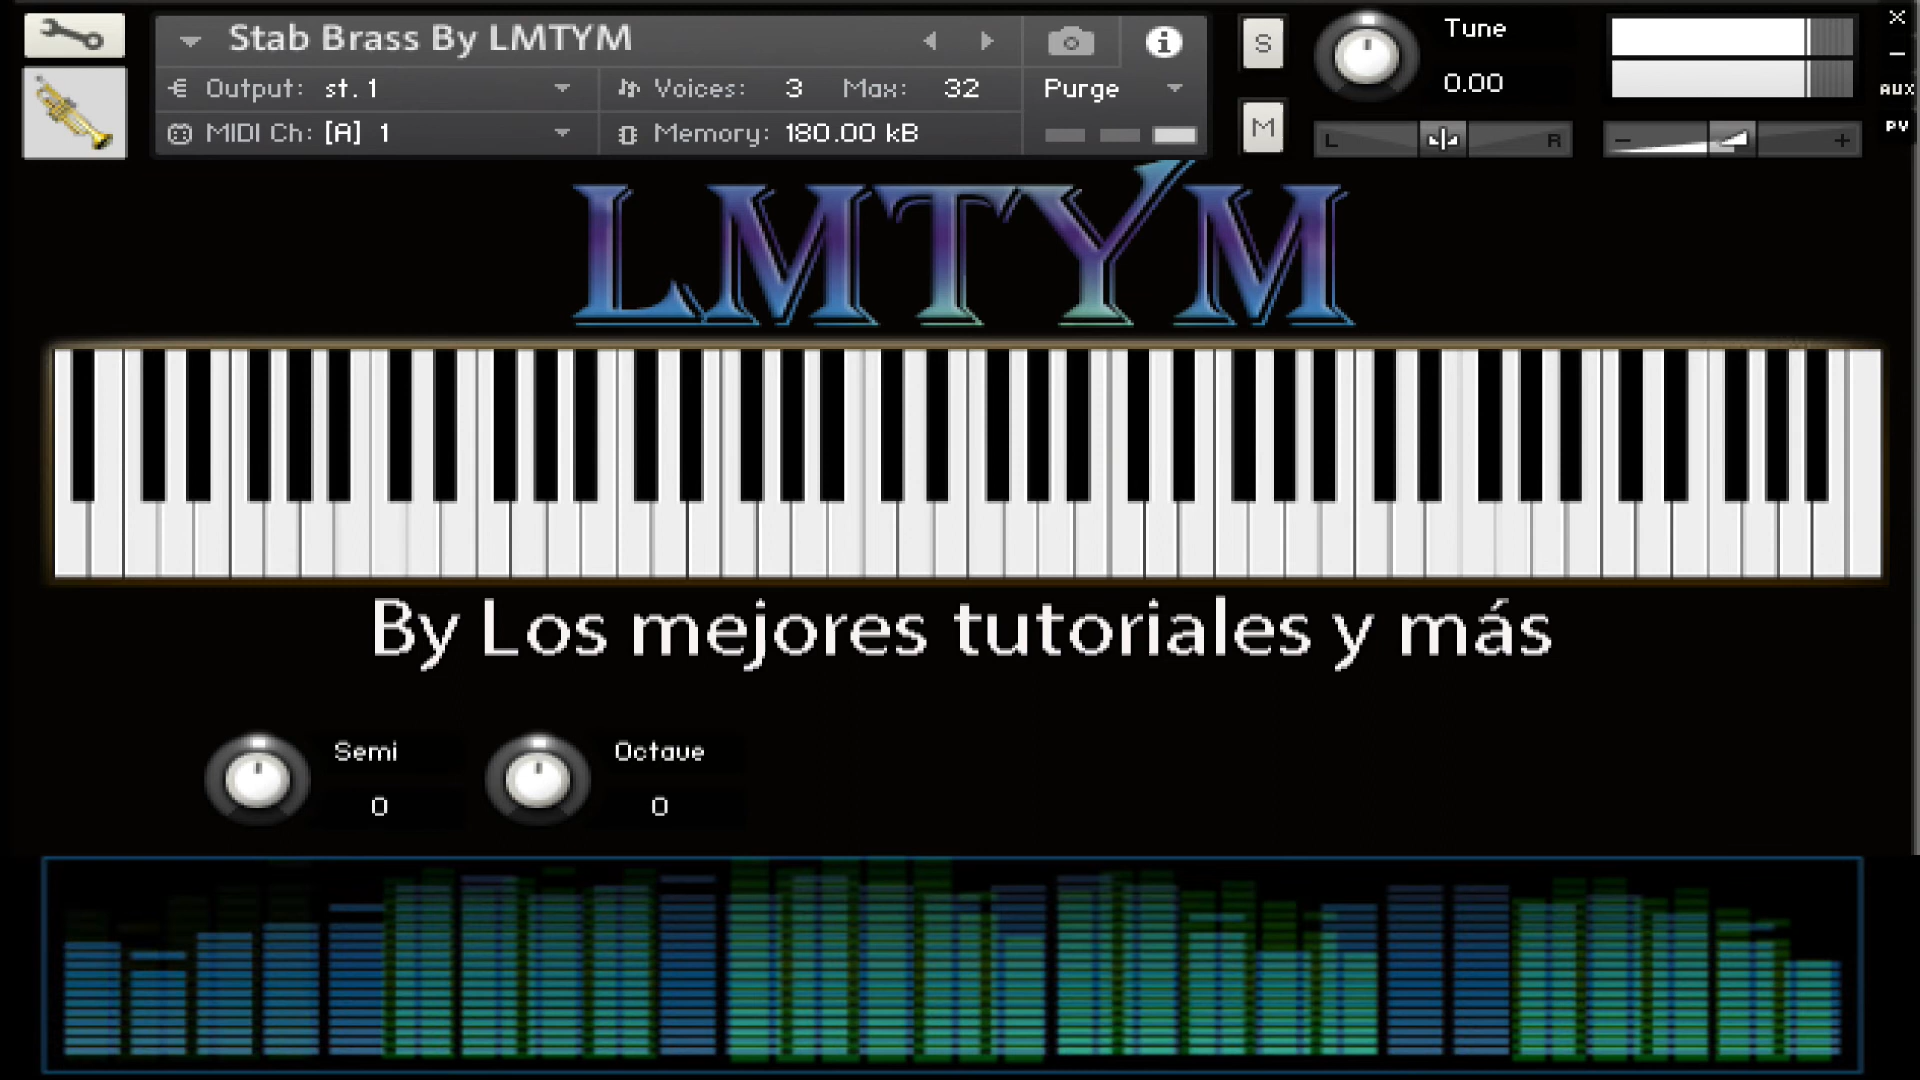 Stab Brass By LMTYM
Output: st. 1
Voices: 3 Max: 32
Purge
MIDI Ch: [A] 1
Memory: 180.00 kB
S
M
Tune
0.00
L
R
- +
AUX
PV
LMTYM
By Los mejores tutoriales y más
Semi
0
Octave
0